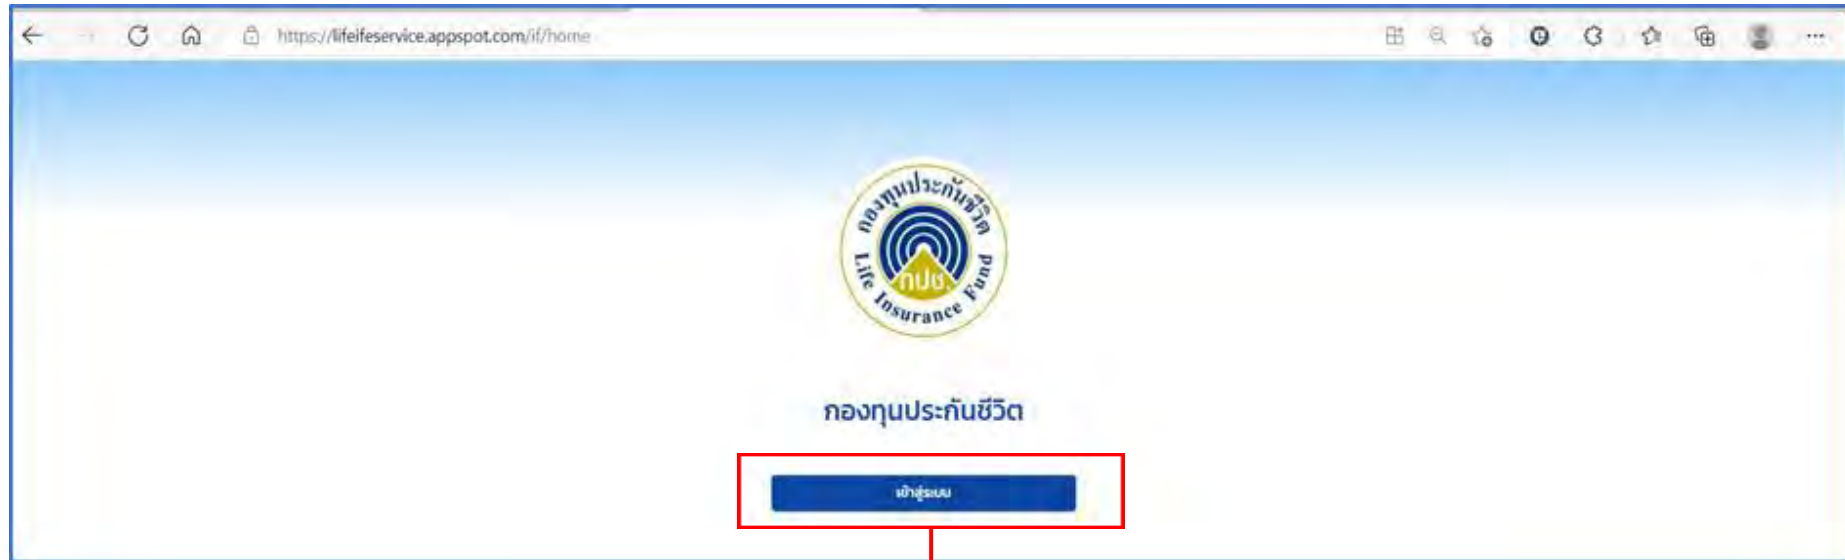 https://lifeifeservice.appspot.com/if/home
กองทุนประกันชีวิต
กปช.
Life Insurance Fund
กองทุนประกันชีวิต
เข้าสู่ระบบ